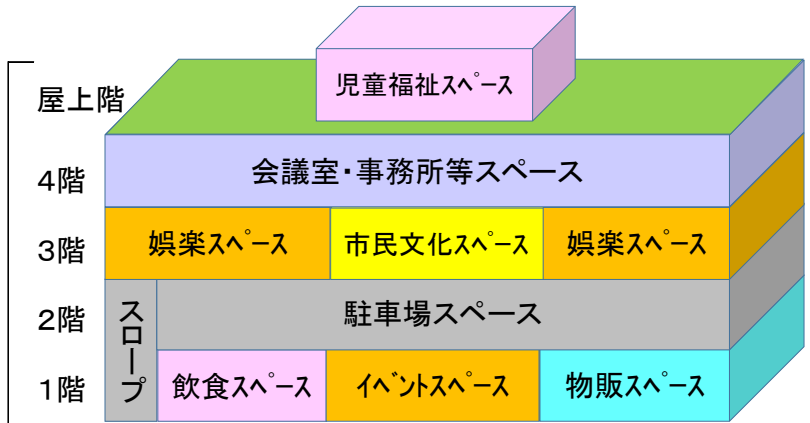 屋上階
児童福祉スペース
4階
会議室・事務所等スペース
3階
娯楽スペース
市民文化スペース
娯楽スペース
2階
スロープ
駐車場スペース
1階
飲食スペース
イベントスペース
物販スペース